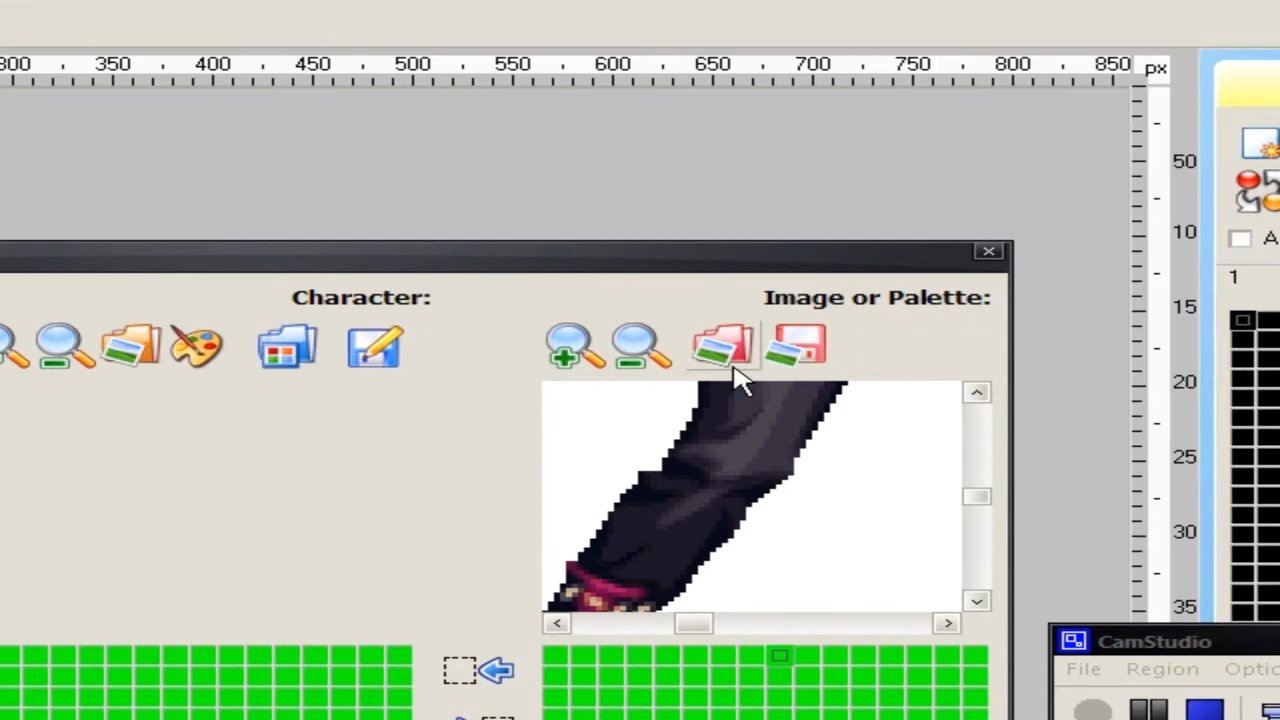 300 350 400 450 500 550 600 650 700 750 800 850 px
50
10
15
20
25
30
35
A
1
Character: Image or Palette:
CamStudio
File Region Optio